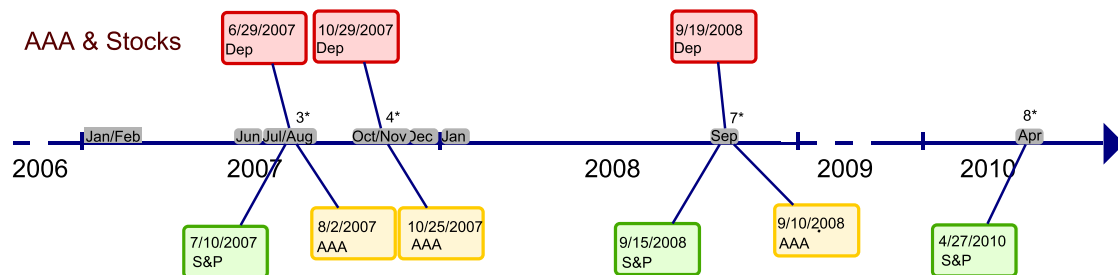 6/29/2007
Dep
10/29/2007
Dep
9/19/2008
Dep
AAA & Stocks
3*
4*
7*
8*
Jan/Feb
Jun
Jul/Aug
Oct/Nov
Dec
Jan
Sep
Apr
2006
2007
2008
2009
2010
7/10/2007
S&P
8/2/2007
AAA
10/25/2007
AAA
9/15/2008
S&P
9/10/2008
AAA
4/27/2010
S&P